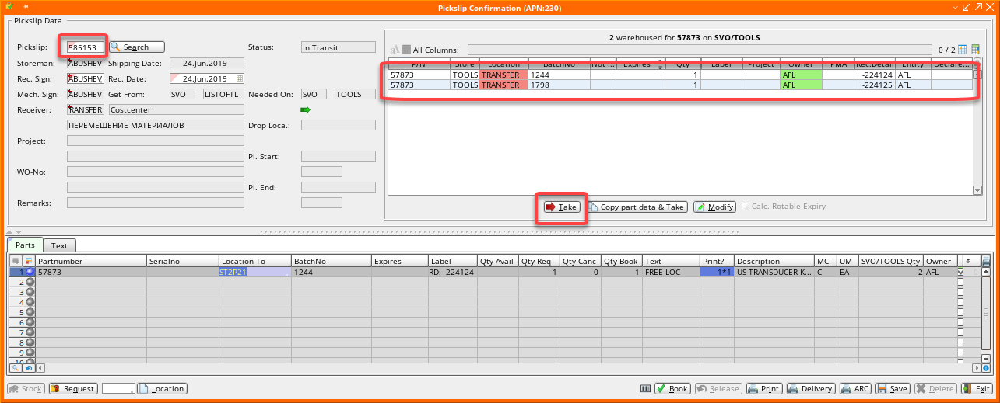 Pickslip Confirmation (APN:230)
Pickslip Data
Pickslip: 585153 Search Status: In Transit
Storeman: ABUSHEV Shipping Date: 24.Jun.2019
Rec. Sign: ABUSHEV Rec. Date: 24.Jun.2019
Mech. Sign: ABUSHEV Get From: SVO LISTOFTL Needed On: SVO TOOLS
Receiver: RANSFER Costcenter
ПЕРЕМЕЩЕНИЕ МАТЕРИАЛОВ Drop Loca.:
Project:
Pl. Start:
WO-No:
Pl. End:
Remarks:
2 warehoused for 57873 on SVO/TOOLS
All Columns: 0 / 2
P/N Store Location BatchNo Not ... Expires Qty Label Project Owner PMA Rec.Detail Entity Declare...
57873 TOOLS TRANSFER 1244 1 AFL -224124 AFL
57873 TOOLS TRANSFER 1798 1 AFL -224125 AFL
Take Copy part data & Take Modify Calc. Rotable Expiry
Parts Text
Partnumber Serialno Location To BatchNo Expires Label Qty Avail Qty Req Qty Canc Qty Book Text Print? Description MC UM SVO/TOOLS Qty Owner
1 57873 ST2P21 1244 RD: -224124 1 0 1 FREE LOC 1*1 US TRANSDUCER K... C EA 2 AFL 0
2
3
4
5
6
7
8
9
10
Stock Request Location Book Release Print Delivery ARC Save Delete Exit